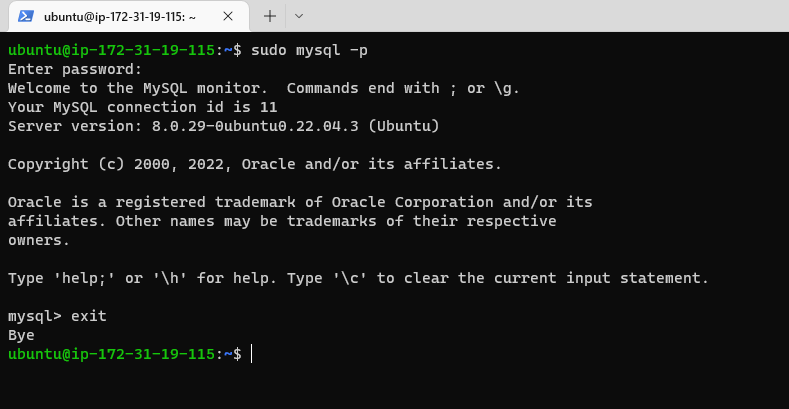 ubuntu@ip-172-31-19-115: ~
ubuntu@ip-172-31-19-115:~$ sudo mysql -p
Enter password:
Welcome to the MySQL monitor.  Commands end with ; or \g.
Your MySQL connection id is 11
Server version: 8.0.29-0ubuntu0.22.04.3 (Ubuntu)

Copyright (c) 2000, 2022, Oracle and/or its affiliates.

Oracle is a registered trademark of Oracle Corporation and/or its
affiliates. Other names may be trademarks of their respective
owners.

Type 'help;' or '\h' for help. Type '\c' to clear the current input statement.

mysql> exit
Bye
ubuntu@ip-172-31-19-115:~$